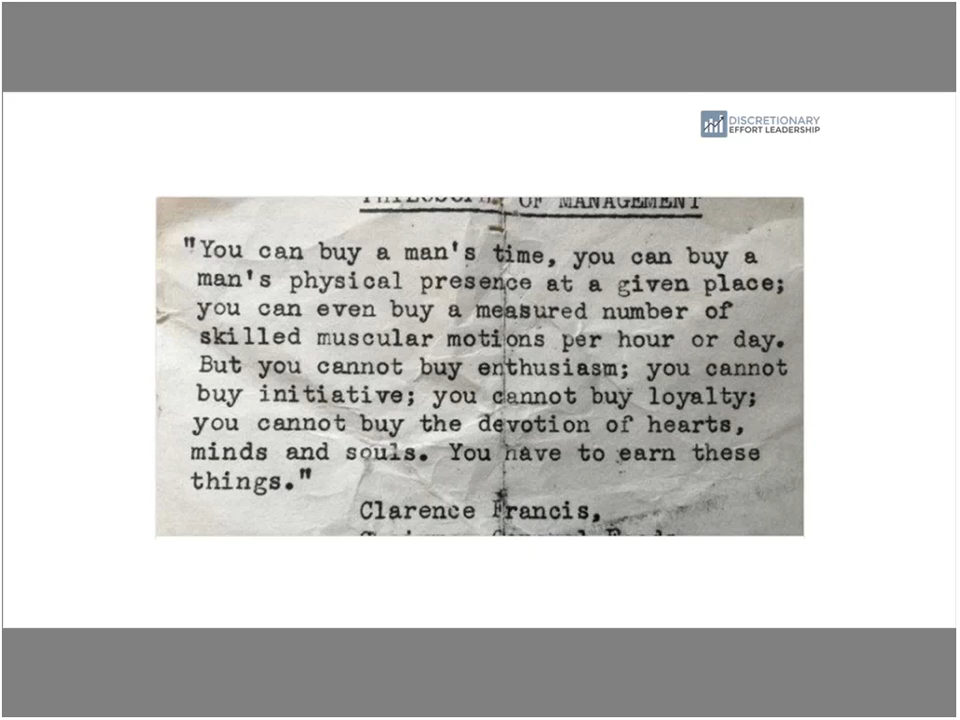 DISCRETIONARY
EFFORT LEADERSHIP
PHILOSOPHY OF MANAGEMENT
"You can buy a man's time, you can buy a
man's physical presence at a given place;
you can even buy a measured number of
skilled muscular motions per hour or day.
But you cannot buy enthusiasm; you cannot
buy initiative; you cannot buy loyalty;
you cannot buy the devotion of hearts,
minds and souls. You have to earn these
things."
Clarence Francis,